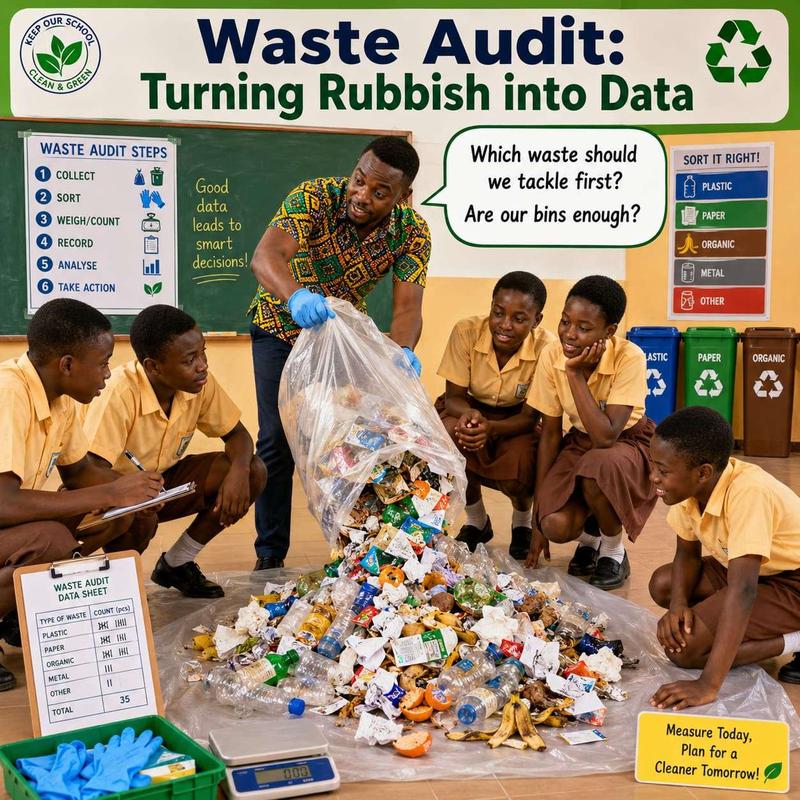 KEEP OUR SCHOOL
CLEAN & GREEN
Waste Audit:
Turning Rubbish into Data
WASTE AUDIT STEPS
1 COLLECT
2 SORT
3 WEIGH/COUNT
4 RECORD
5 ANALYSE
6 TAKE ACTION
Good
data
leads to
smart
decisions!
Which waste should
we tackle first?
Are our bins enough?
SORT IT RIGHT!
PLASTIC
PAPER
ORGANIC
METAL
OTHER
LASTIC
PAPER
ORGANIC
WASTE AUDIT
DATA SHEET
TYPE OF WASTE COUNT (pcs)
PLASTIC
PAPER
ORGANIC
METAL
OTHER
TOTAL 35
000
Measure Today,
Plan for a
Cleaner Tomorrow!